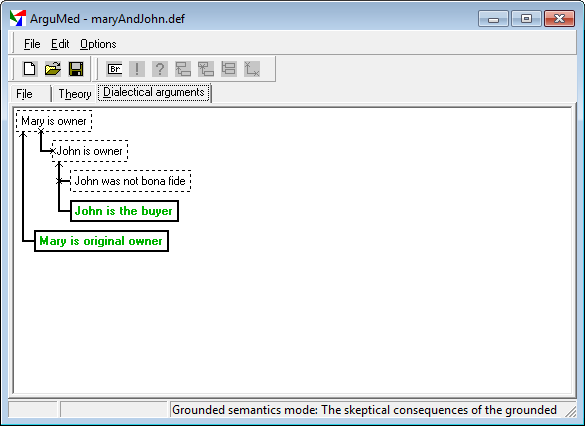 ArguMed - maryAndJohn.def
File Edit Options
Br ! ?
File Theory Dialectical arguments
Mary is owner
John is owner
John was not bona fide
John is the buyer
Mary is original owner
Grounded semantics mode: The skeptical consequences of the grounded